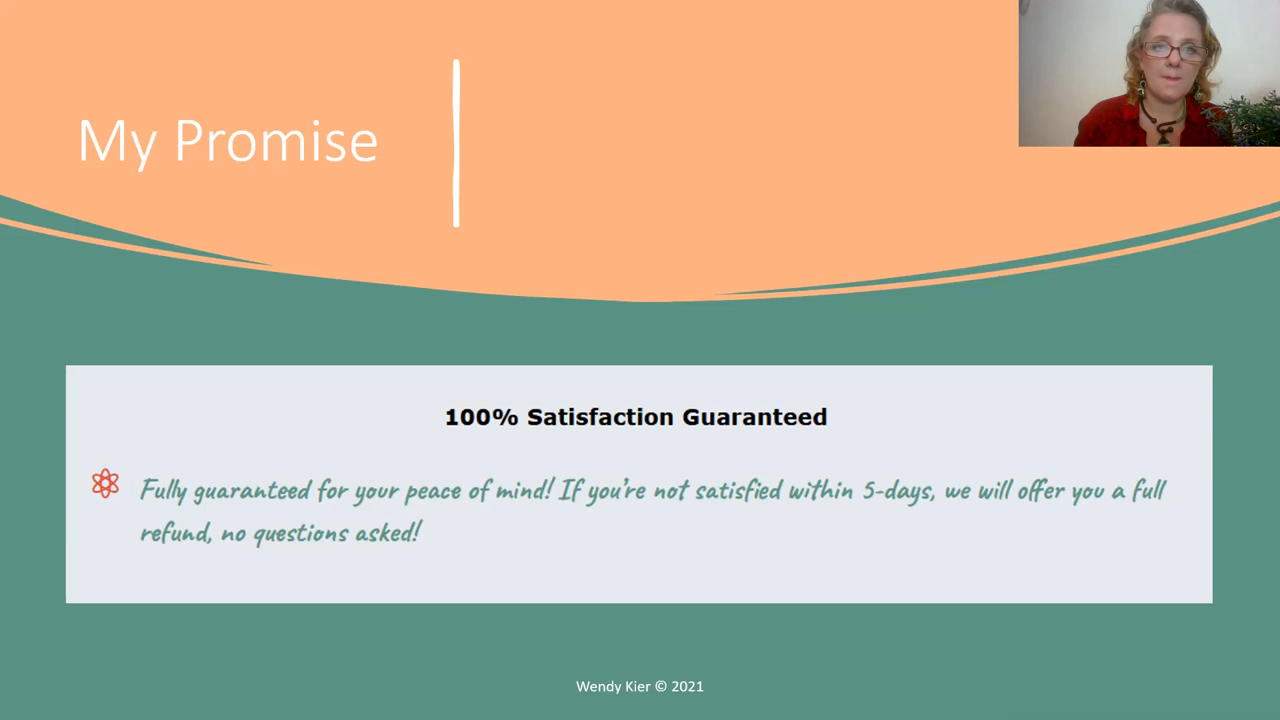 My Promise
100% Satisfaction Guaranteed
Fully guaranteed for your peace of mind! If you're not satisfied within 5-days, we will offer you a full
refund, no questions asked!
Wendy Kier © 2021